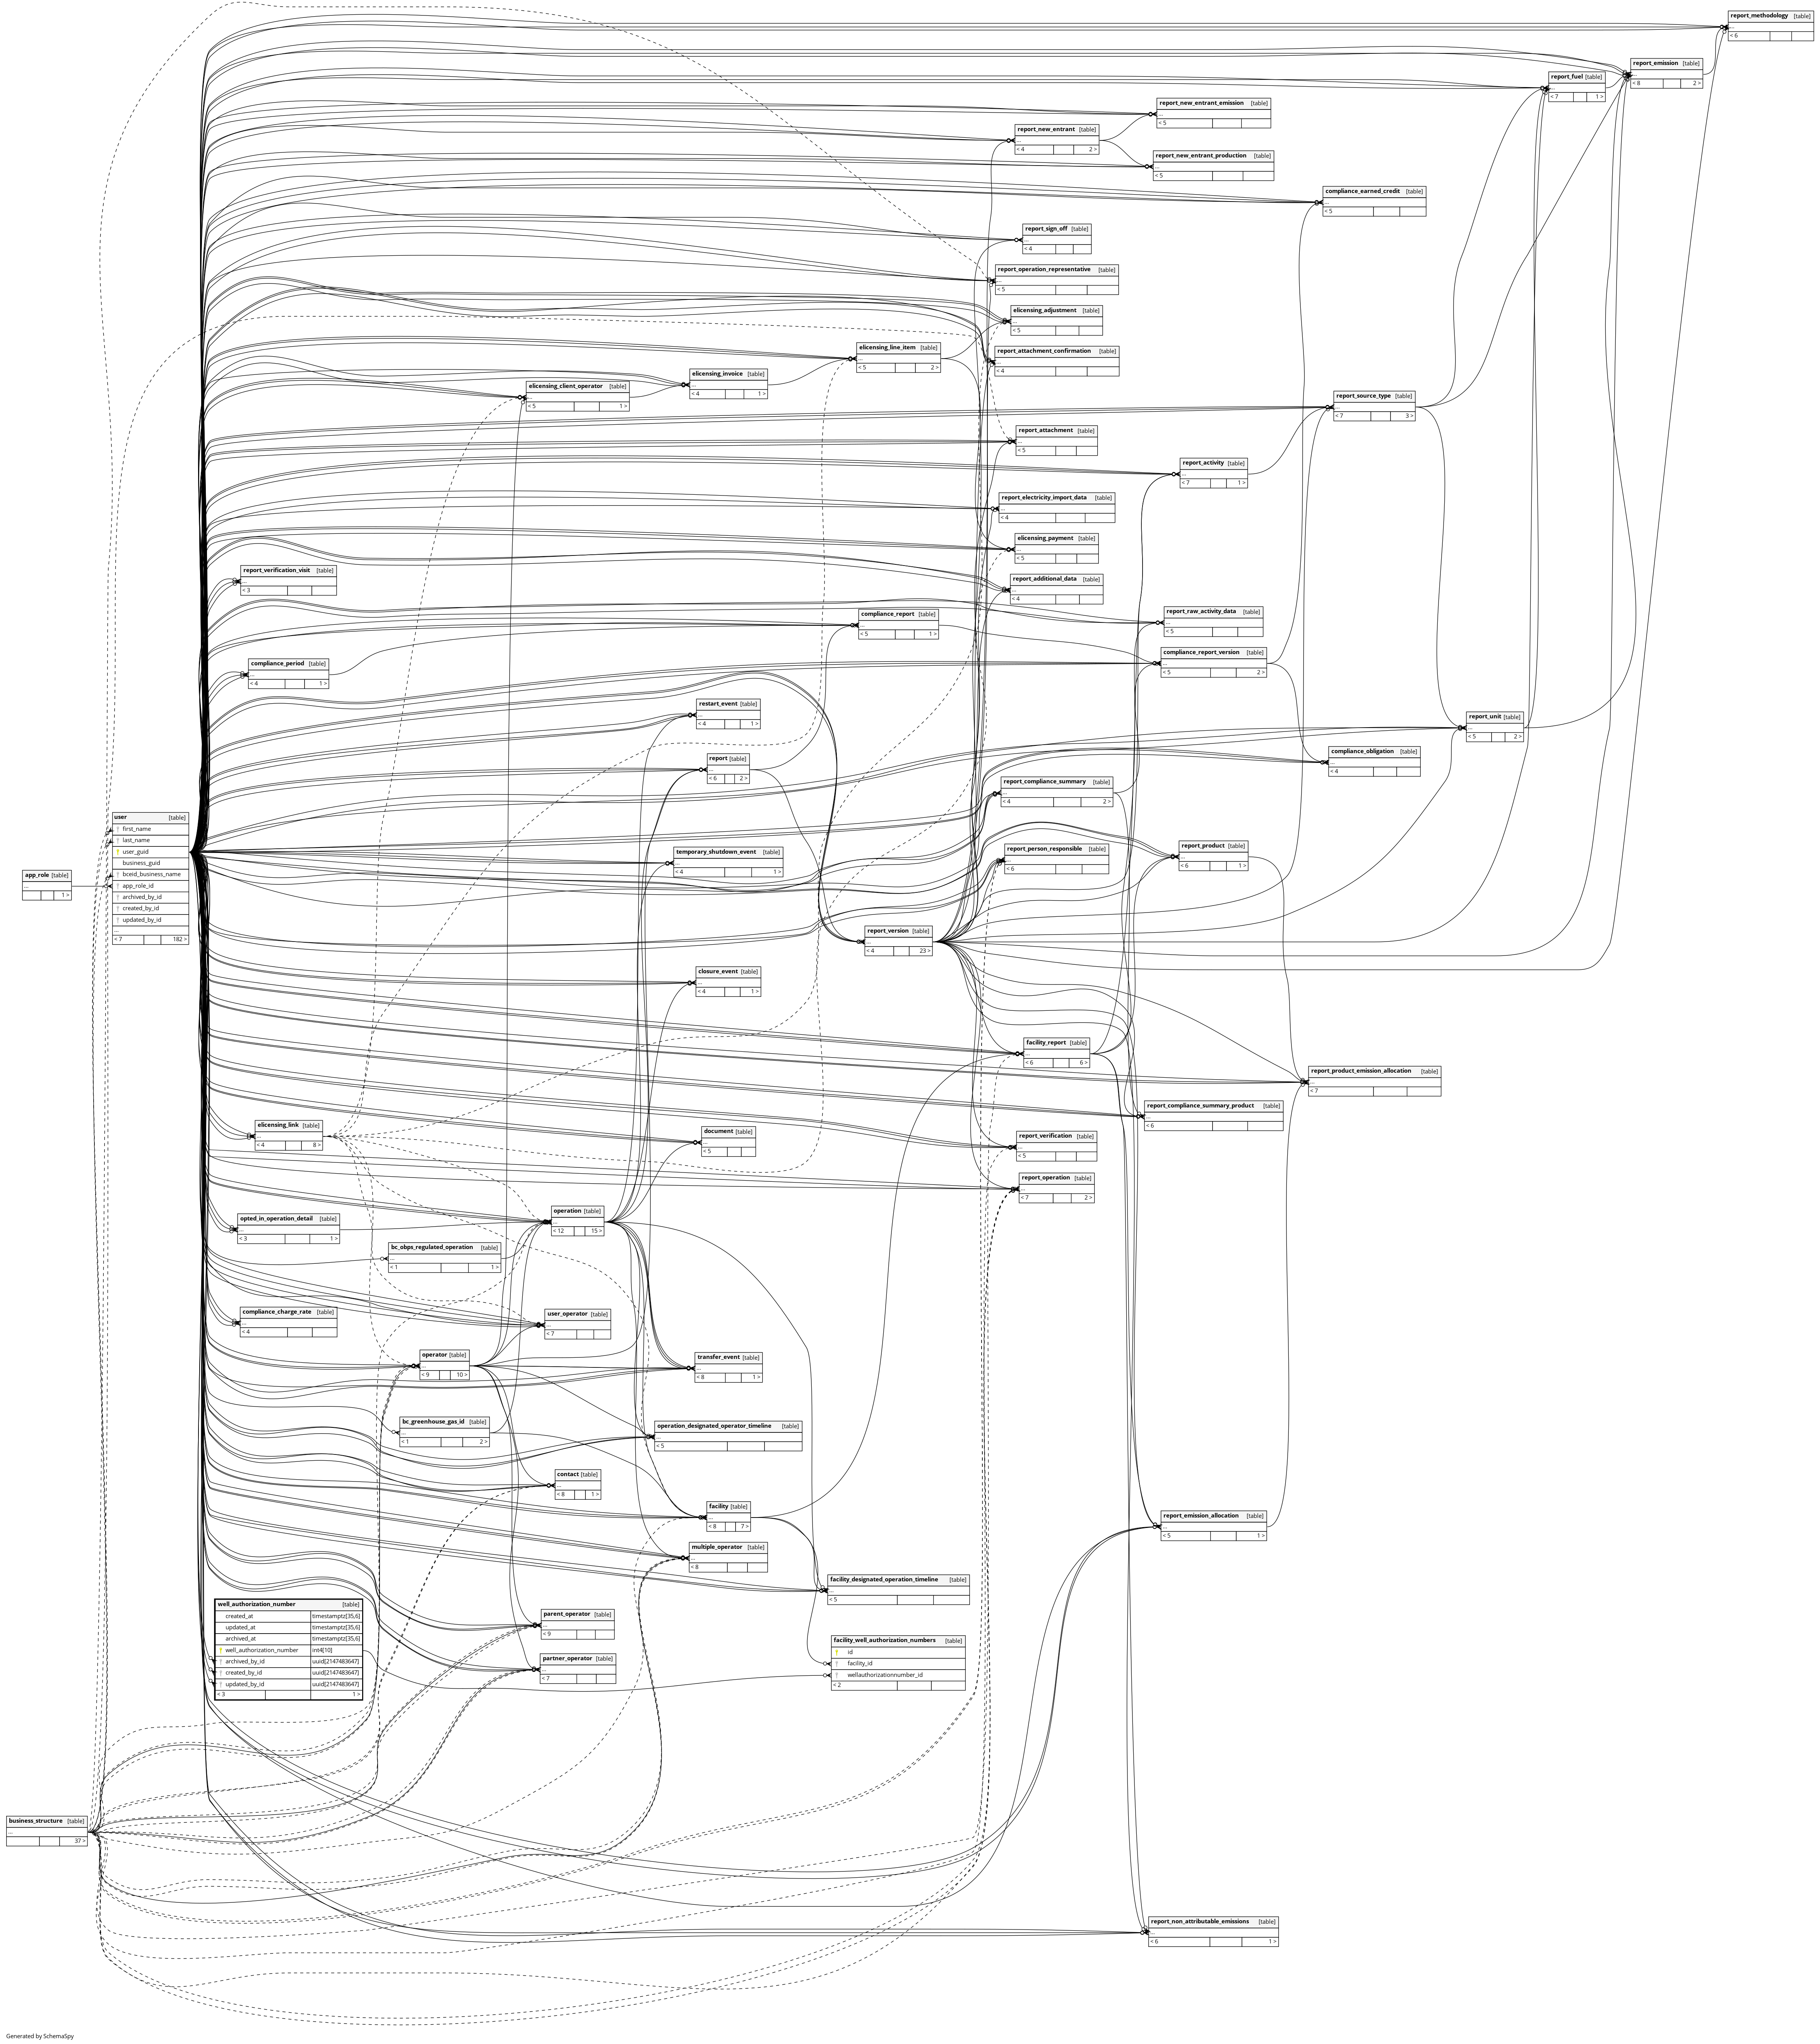 report_methodology [table]
...
< 6
report_emission [table]
...
< 8 2 >
report_fuel [table]
...
< 7 1 >
report_new_entrant_emission [table]
...
< 5
report_new_entrant [table]
...
< 4 2 >
report_new_entrant_production [table]
...
< 5
compliance_earned_credit [table]
...
< 5
report_sign_off [table]
...
< 4
report_operation_representative [table]
...
< 5
elicensing_adjustment [table]
...
< 5
elicensing_line_item [table]
...
< 5 2 >
report_attachment_confirmation [table]
...
< 4
elicensing_invoice [table]
...
< 4 1 >
elicensing_client_operator [table]
...
< 5 1 >
report_source_type [table]
...
< 7 3 >
report_attachment [table]
...
< 5
report_activity [table]
...
< 7 1 >
report_electricity_import_data [table]
...
< 4
elicensing_payment [table]
...
< 5
report_verification_visit [table]
...
< 3
report_additional_data [table]
...
< 4
compliance_report [table]
...
< 5 1 >
report_raw_activity_data [table]
...
< 5
compliance_report_version [table]
...
< 5 2 >
compliance_period [table]
...
< 4 1 >
restart_event [table]
...
< 4 1 >
report_unit [table]
...
< 5 2 >
compliance_obligation [table]
...
< 4
report [table]
...
< 6 2 >
report_compliance_summary [table]
...
< 4 2 >
user [table]
first_name
last_name
user_guid
business_guid
bceid_business_name
app_role_id
archived_by_id
created_by_id
updated_by_id
...
< 7 182 >
app_role [table]
...
1 >
temporary_shutdown_event [table]
...
< 4 1 >
report_person_responsible [table]
...
< 6
report_product [table]
...
< 6 1 >
report_version [table]
...
< 4 23 >
closure_event [table]
...
< 4 1 >
facility_report [table]
...
< 6 6 >
report_product_emission_allocation [table]
...
< 7
report_compliance_summary_product [table]
...
< 6
elicensing_link [table]
...
< 4 8 >
document [table]
...
< 5
report_verification [table]
...
< 5
report_operation [table]
...
< 7 2 >
operation [table]
...
< 12 15 >
opted_in_operation_detail [table]
...
< 3 1 >
bc_obps_regulated_operation [table]
...
< 1 1 >
compliance_charge_rate [table]
...
< 4
user_operator [table]
...
< 7
operator [table]
...
< 9 10 >
transfer_event [table]
...
< 8 1 >
bc_greenhouse_gas_id [table]
...
< 1 2 >
operation_designated_operator_timeline [table]
...
< 5
contact [table]
...
< 8 1 >
facility [table]
...
< 8 7 >
report_emission_allocation [table]
...
< 5 1 >
multiple_operator [table]
...
< 8
facility_designated_operation_timeline [table]
...
< 5
well_authorization_number [table]
created_at timestamptz[35,6]
updated_at timestamptz[35,6]
archived_at timestamptz[35,6]
well_authorization_number int4[10]
archived_by_id uuid[2147483647]
created_by_id uuid[2147483647]
updated_by_id uuid[2147483647]
< 3 1 >
parent_operator [table]
...
< 9
facility_well_authorization_numbers [table]
id
facility_id
wellauthorizationnumber_id
< 2
partner_operator [table]
...
< 7
business_structure [table]
...
37 >
report_non_attributable_emissions [table]
...
< 6 1 >
Generated by SchemaSpy